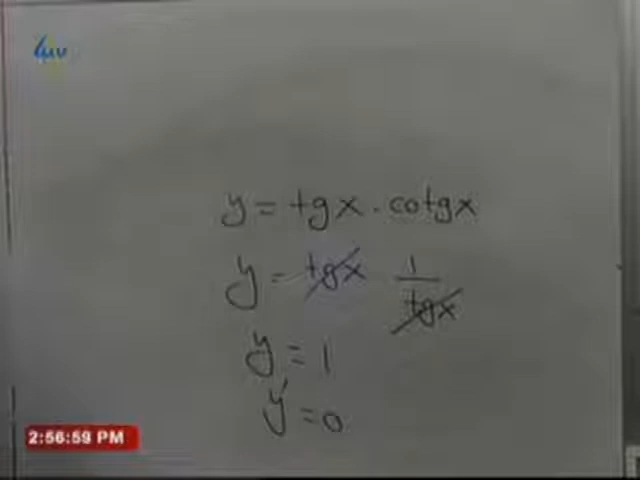 y = tgx . cotgx
y = tgx 1/tgx
y = 1
y' = 0
2:56:59 PM